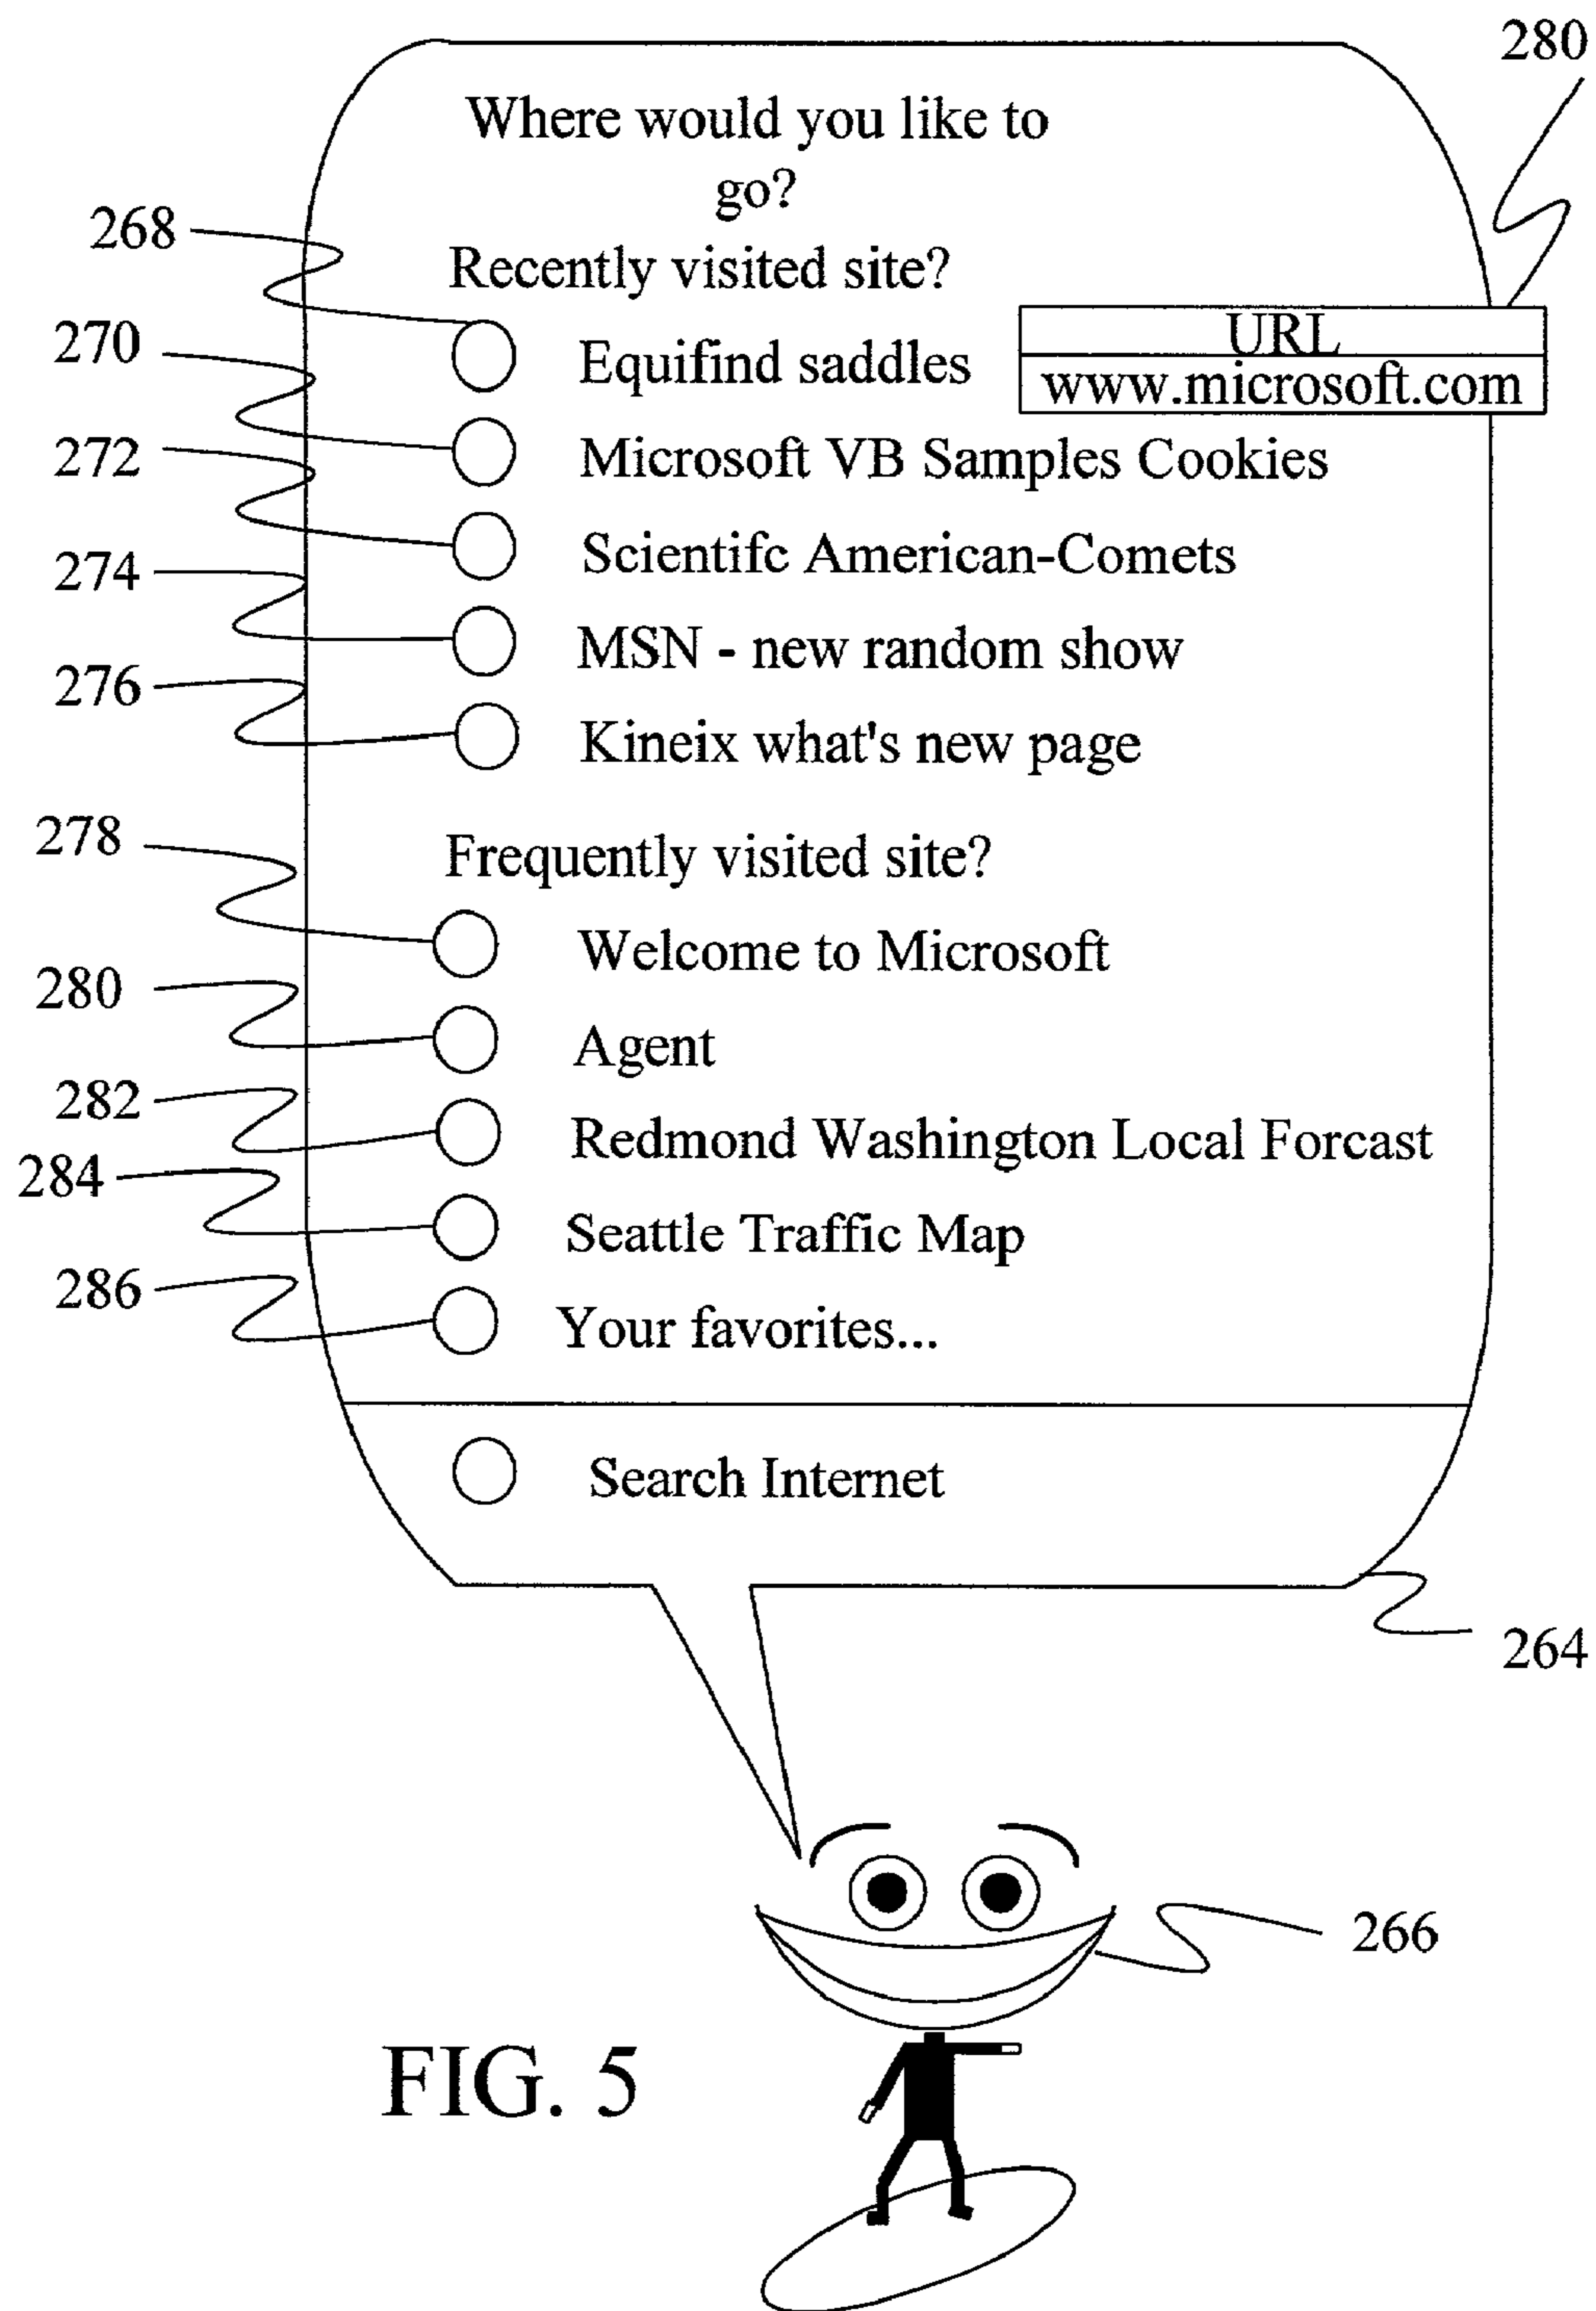 280
Where would you like to
go?
268
Recently visited site?
URL
www.microsoft.com
270
Equifind saddles
272
Microsoft VB Samples Cookies
Scientifc American-Comets
274
MSN - new random show
276
Kineix what's new page
278
Frequently visited site?
Welcome to Microsoft
280
Agent
282
Redmond Washington Local Forcast
284
Seattle Traffic Map
286
Your favorites...
Search Internet
264
266
FIG. 5